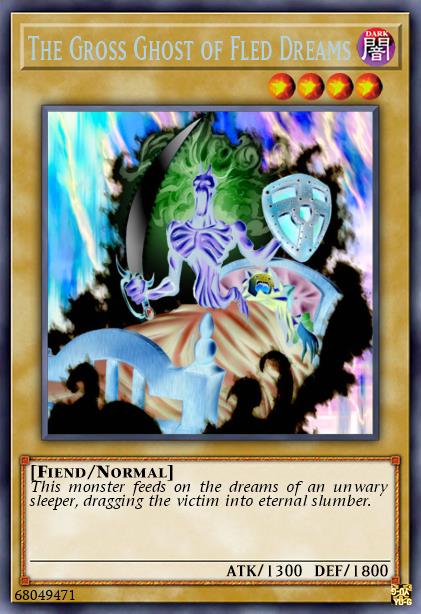 The Gross Ghost of Fled Dreams
DARK
闇
[Fiend/Normal]
This monster feeds on the dreams of an unwary
sleeper, dragging the victim into eternal slumber.
ATK/1300 DEF/1800
68049471